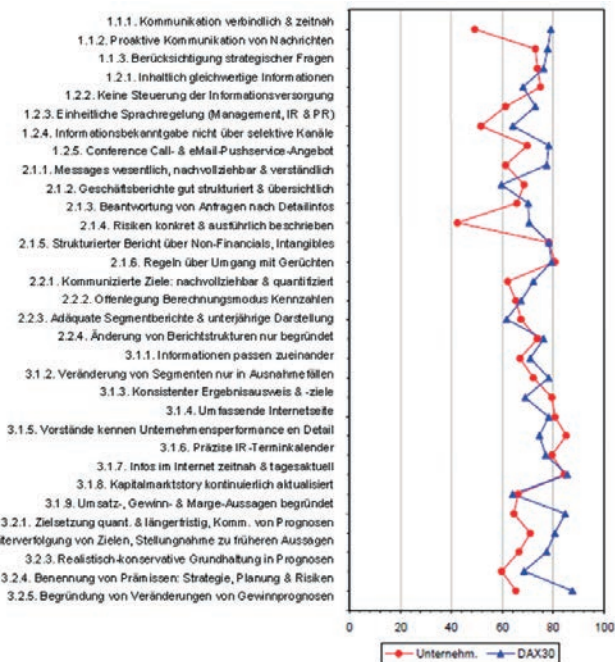 1.1.1. Kommunikation verbindlich & zeitnah
1.1.2. Proaktive Kommunikation von Nachrichten
1.1.3. Berücksichtigung strategischer Fragen
1.2.1. Inhaltlich gleichwertige Informationen
1.2.2. Keine Steuerung der Informationsversorgung
1.2.3. Einheitliche Sprachregelung (Management, IR & PR)
1.2.4. Informationsbekanntgabe nicht über selektive Kanäle
1.2.5. Conference Call- & eMail-Pushservice-Angebot
2.1.1. Messages wesentlich, nachvollziehbar & verständlich
2.1.2. Geschäftsberichte gut strukturiert & übersichtlich
2.1.3. Beantwortung von Anfragen nach Detailinfos
2.1.4. Risiken konkret & ausführlich beschrieben
2.1.5. Strukturierter Bericht über Non-Financials, Intangibles
2.1.6. Regeln über Umgang mit Gerüchten
2.2.1. Kommunizierte Ziele: nachvollziehbar & quantifiziert
2.2.2. Offenlegung Berechnungsmodus Kennzahlen
2.2.3. Adäquate Segmentberichte & unterjährige Darstellung
2.2.4. Änderung von Berichtstrukturen nur begründet
3.1.1. Informationen passen zueinander
3.1.2. Veränderung von Segmenten nur in Ausnahmefällen
3.1.3. Konsistenter Ergebnisausweis & -ziele
3.1.4. Umfassende Internetseite
3.1.5. Vorstände kennen Unternehmensperformance en Detail
3.1.6. Präzise IR-Terminkalender
3.1.7. Infos im Internet zeitnah & tagesaktuell
3.1.8. Kapitalmarktstory kontinuierlich aktualisiert
3.1.9. Umsatz-, Gewinn- & Marge-Aussagen begründet
3.2.1. Zielsetzung quant. & längerfristig, Komm. von Prognosen
iterverfolgung von Zielen, Stellungnahme zu früheren Aussagen
3.2.3. Realistisch-konservative Grundhaltung in Prognosen
3.2.4. Benennung von Prämissen: Strategie, Planung & Risiken
3.2.5. Begründung von Veränderungen von Gewinnprognosen
0 20 40 60 80 100
Unternehm. DAX30